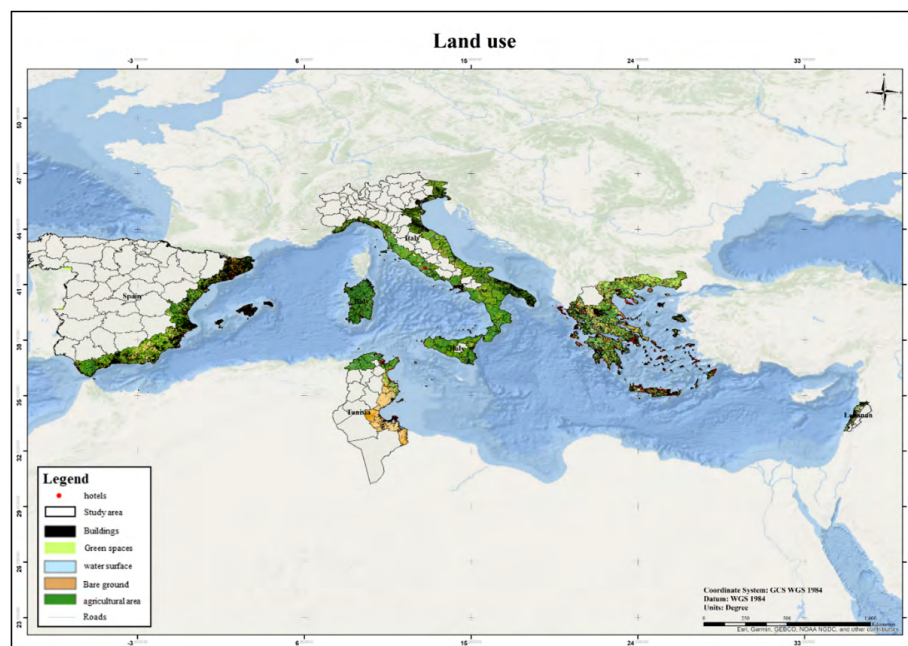 Land use
-3
6
15
24
33
50
47
44
41
38
35
32
29
26
23
Italy
Spain
Italy
Tunisia
Lebanon
Legend
hotels
Study area
Buildings
Green spaces
water surface
Bare ground
agricultural area
Roads
Coordinate System: GCS WGS 1984
Datum: WGS 1984
Units: Degree
Esri, Garmin, GEBCO, NOAA NGDC, and other contributors